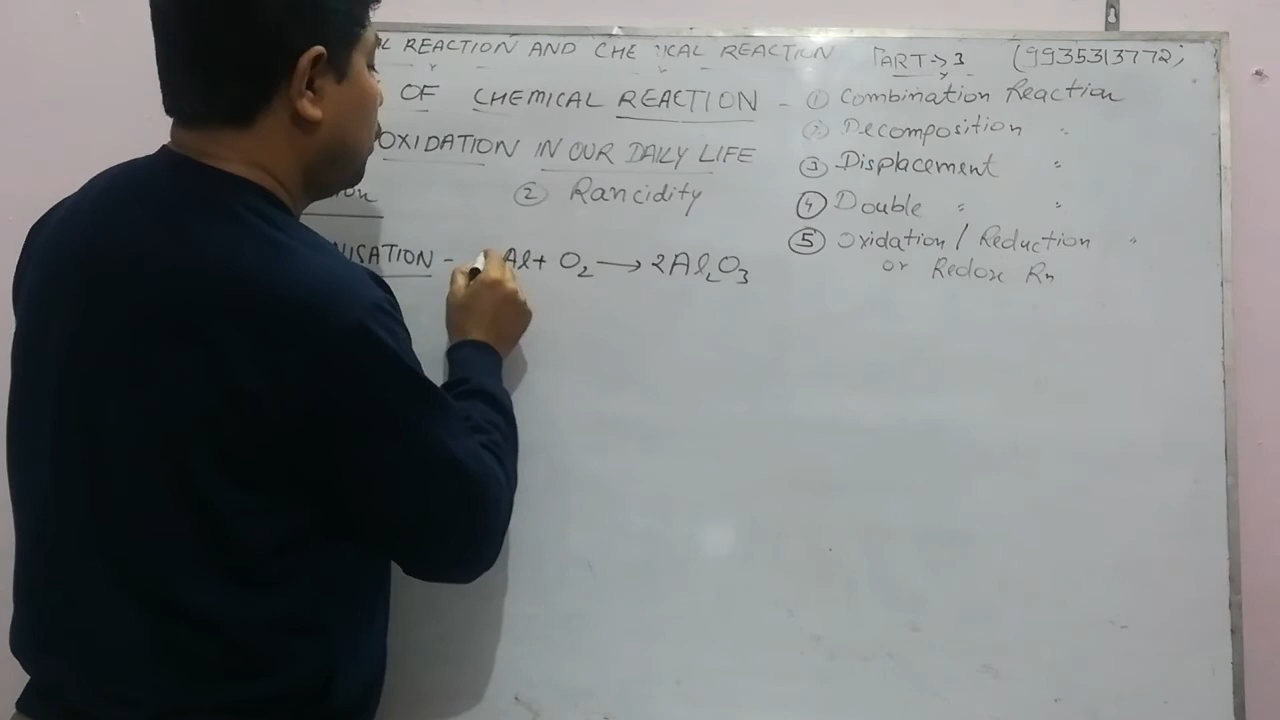 REACTION AND CHE ICAL REACTION PART → 3 (9935313772)
OF CHEMICAL REACTION - ① Combination Reaction
② Decomposition "
OXIDATION IN OUR DAILY LIFE
③ Displacement "
② Rancidity
④ Double " "
⑤ Oxidation / Reduction "
or Redox Rn
NISATION - Al + O₂ → 2Al₂O₃